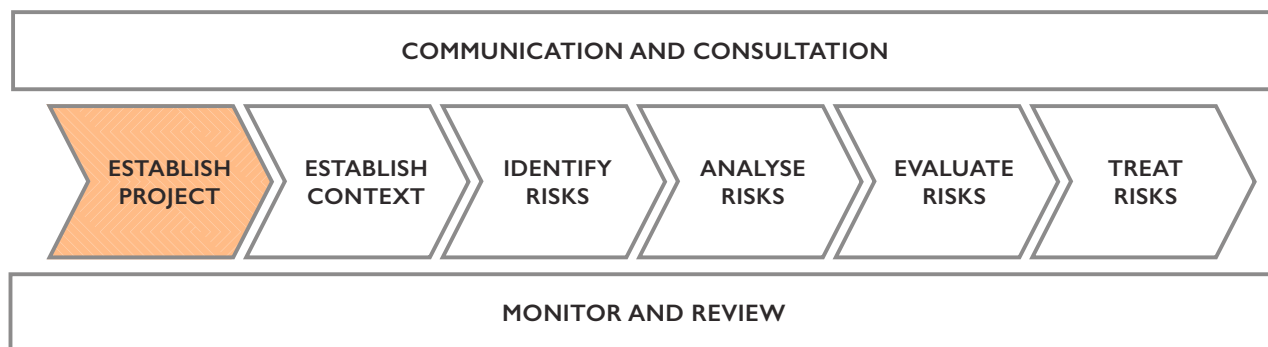 COMMUNICATION AND CONSULTATION
ESTABLISH
PROJECT
ESTABLISH
CONTEXT
IDENTIFY
RISKS
ANALYSE
RISKS
EVALUATE
RISKS
TREAT
RISKS
MONITOR AND REVIEW